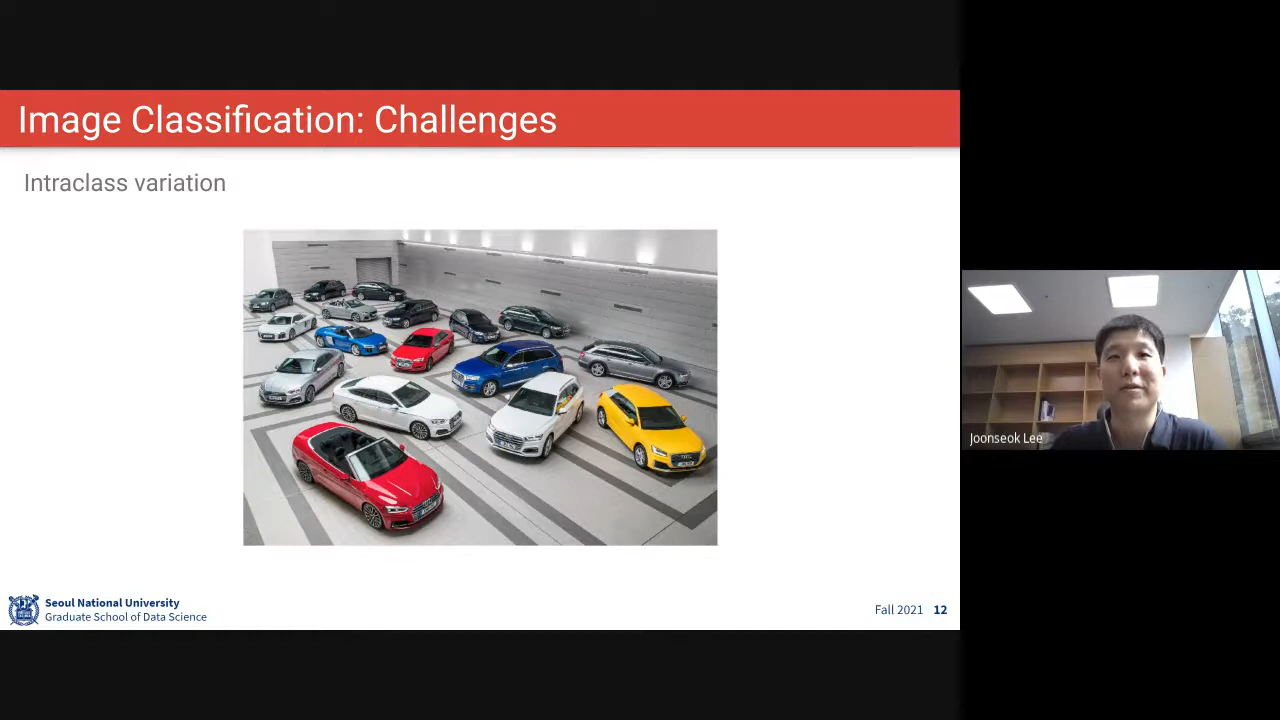 Image Classification: Challenges
Intraclass variation
Joonseok Lee
Seoul National University
Graduate School of Data Science
Fall 2021 12